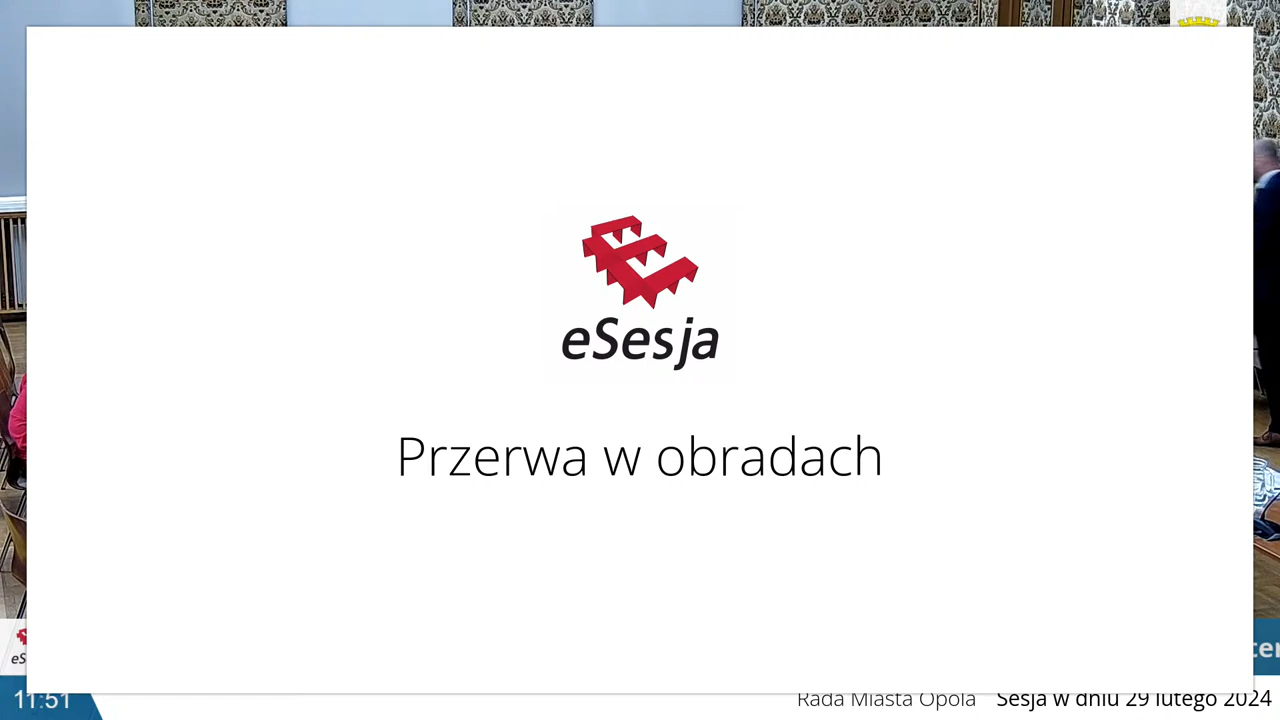 eSesja
Przerwa w obradach
11:51
Rada Miasta Opola Sesja w dniu 29 lutego 2024